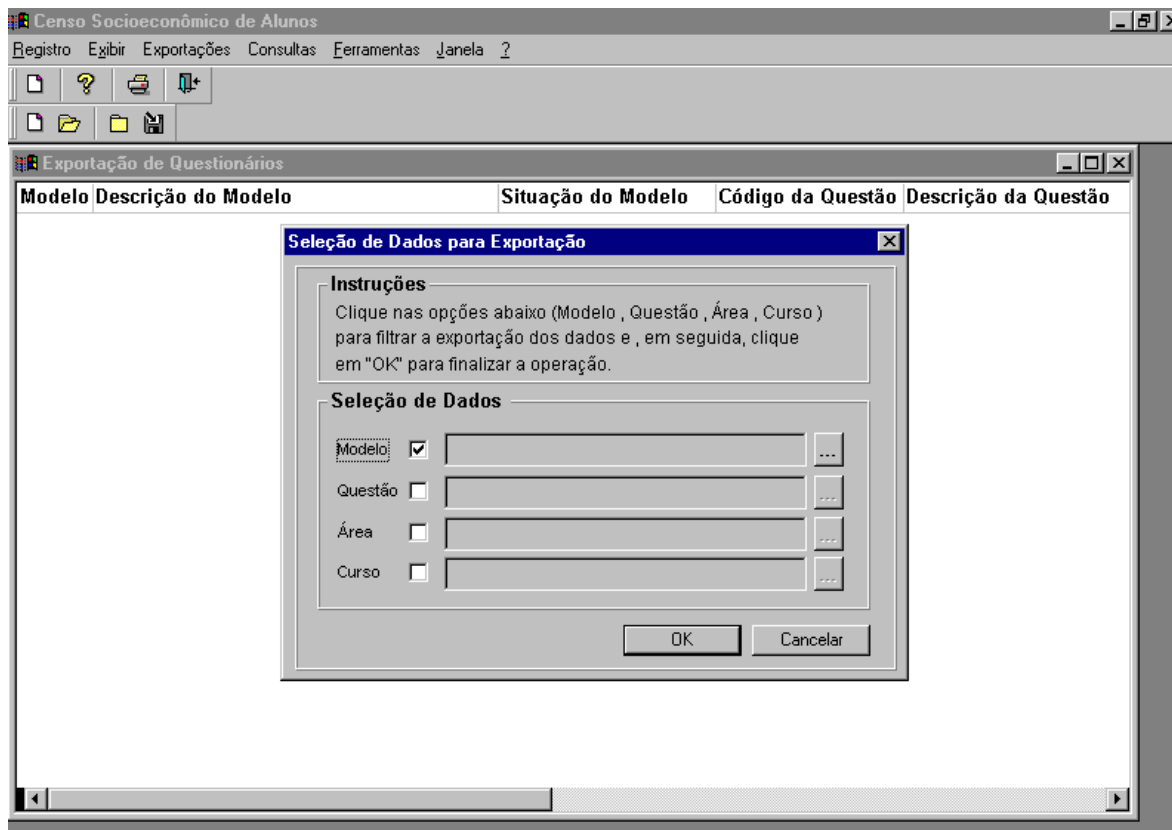 Censo Socioeconômico de Alunos
Registro Exibir Exportações Consultas Ferramentas Janela ?
Exportação de Questionários
Modelo Descrição do Modelo Situação do Modelo Código da Questão Descrição da Questão
Seleção de Dados para Exportação
Instruções
Clique nas opções abaixo (Modelo , Questão , Área , Curso )
para filtrar a exportação dos dados e , em seguida, clique
em "OK" para finalizar a operação.
Seleção de Dados
Modelo ...
Questão ...
Área ...
Curso ...
OK Cancelar